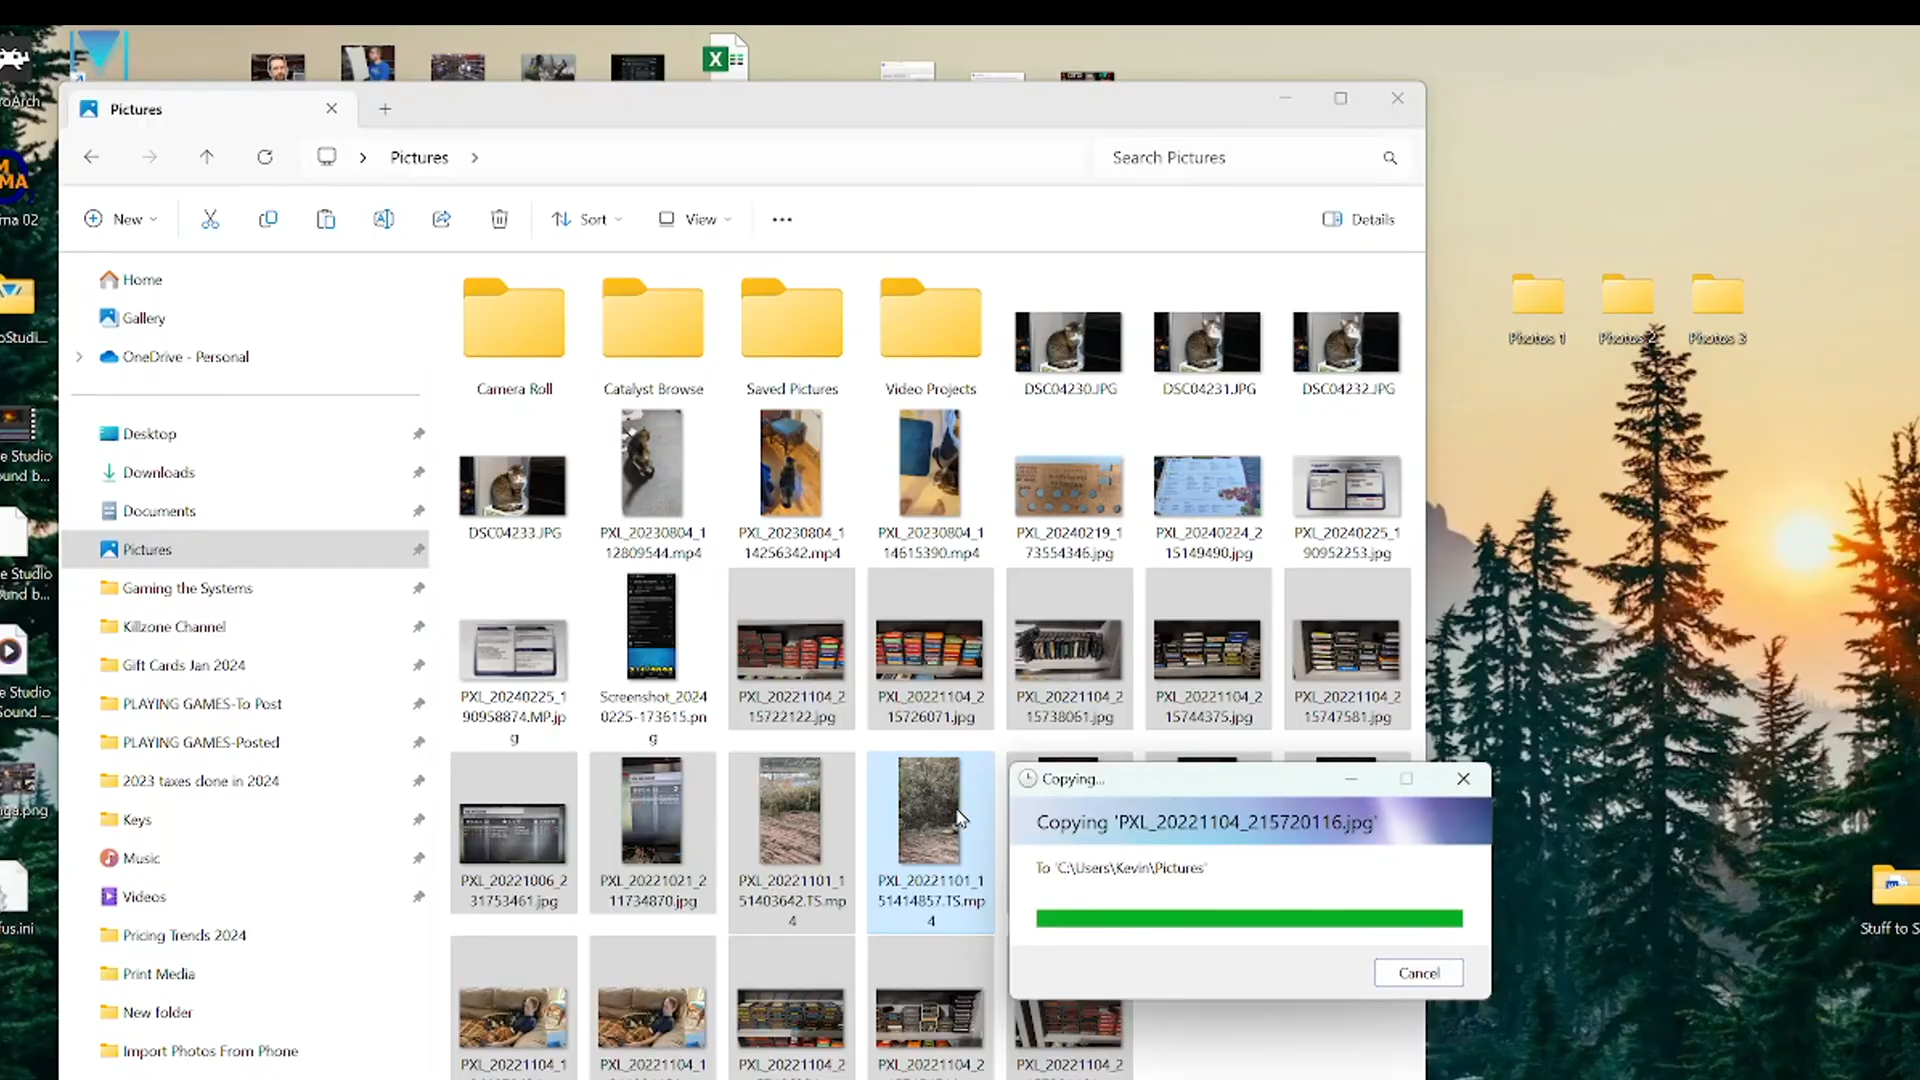 roArch
M
MA
ma 02
oStudi...
e Studio
ound b...
e Studio
ound b...
e Studio
Sound ...
nga.png
fus.ini
X
Pictures
Pictures
Search Pictures
New
Sort
View
Details
Home
Gallery
OneDrive - Personal
Desktop
Downloads
Documents
Pictures
Gaming the Systems
Killzone Channel
Gift Cards Jan 2024
PLAYING GAMES-To Post
PLAYING GAMES-Posted
2023 taxes done in 2024
Keys
Music
Videos
Pricing Trends 2024
Print Media
New folder
Import Photos From Phone
Camera Roll
Catalyst Browse
Saved Pictures
Video Projects
DSC04230.JPG
DSC04231.JPG
DSC04232.JPG
DSC04233.JPG
PXL_20230804_1
12809544.mp4
PXL_20230804_1
14256342.mp4
PXL_20230804_1
14615390.mp4
PXL_20240219_1
73554346.jpg
PXL_20240224_2
15149490.jpg
PXL_20240225_1
90952253.jpg
PXL_20240225_1
90958874.MP.jp
g
Screenshot_2024
0225-173615.pn
g
PXL_20221104_2
15722122.jpg
PXL_20221104_2
15726071.jpg
PXL_20221104_2
15738061.jpg
PXL_20221104_2
15744375.jpg
PXL_20221104_2
15747581.jpg
PXL_20221006_2
31753461.jpg
PXL_20221021_2
11734870.jpg
PXL_20221101_1
51403642.TS.mp
4
PXL_20221101_1
51414857.TS.mp
4
PXL_20221104_1
PXL_20221104_1
PXL_20221104_2
PXL_20221104_2
PXL_20221104_2
Copying...
Copying 'PXL_20221104_215720116.jpg'
To 'C:\Users\Kevin\Pictures'
Cancel
Photos 1
Photos 2
Photos 3
Stuff to S